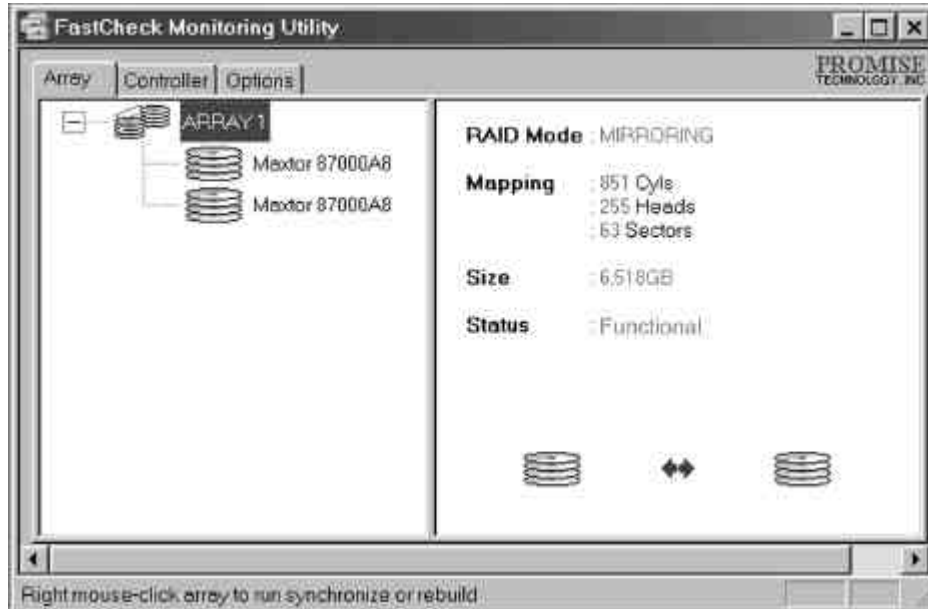 FastCheck Monitoring Utility
PROMISE
TECHNOLOGY, INC
Array Controller Options
ARRAY 1
Maxtor 87000A8
Maxtor 87000A8
RAID Mode : MIRRORING
Mapping : 851 Cyls
: 255 Heads
: 63 Sectors
Size : 6.518GB
Status : Functional
Right mouse-click array to run synchronize or rebuild